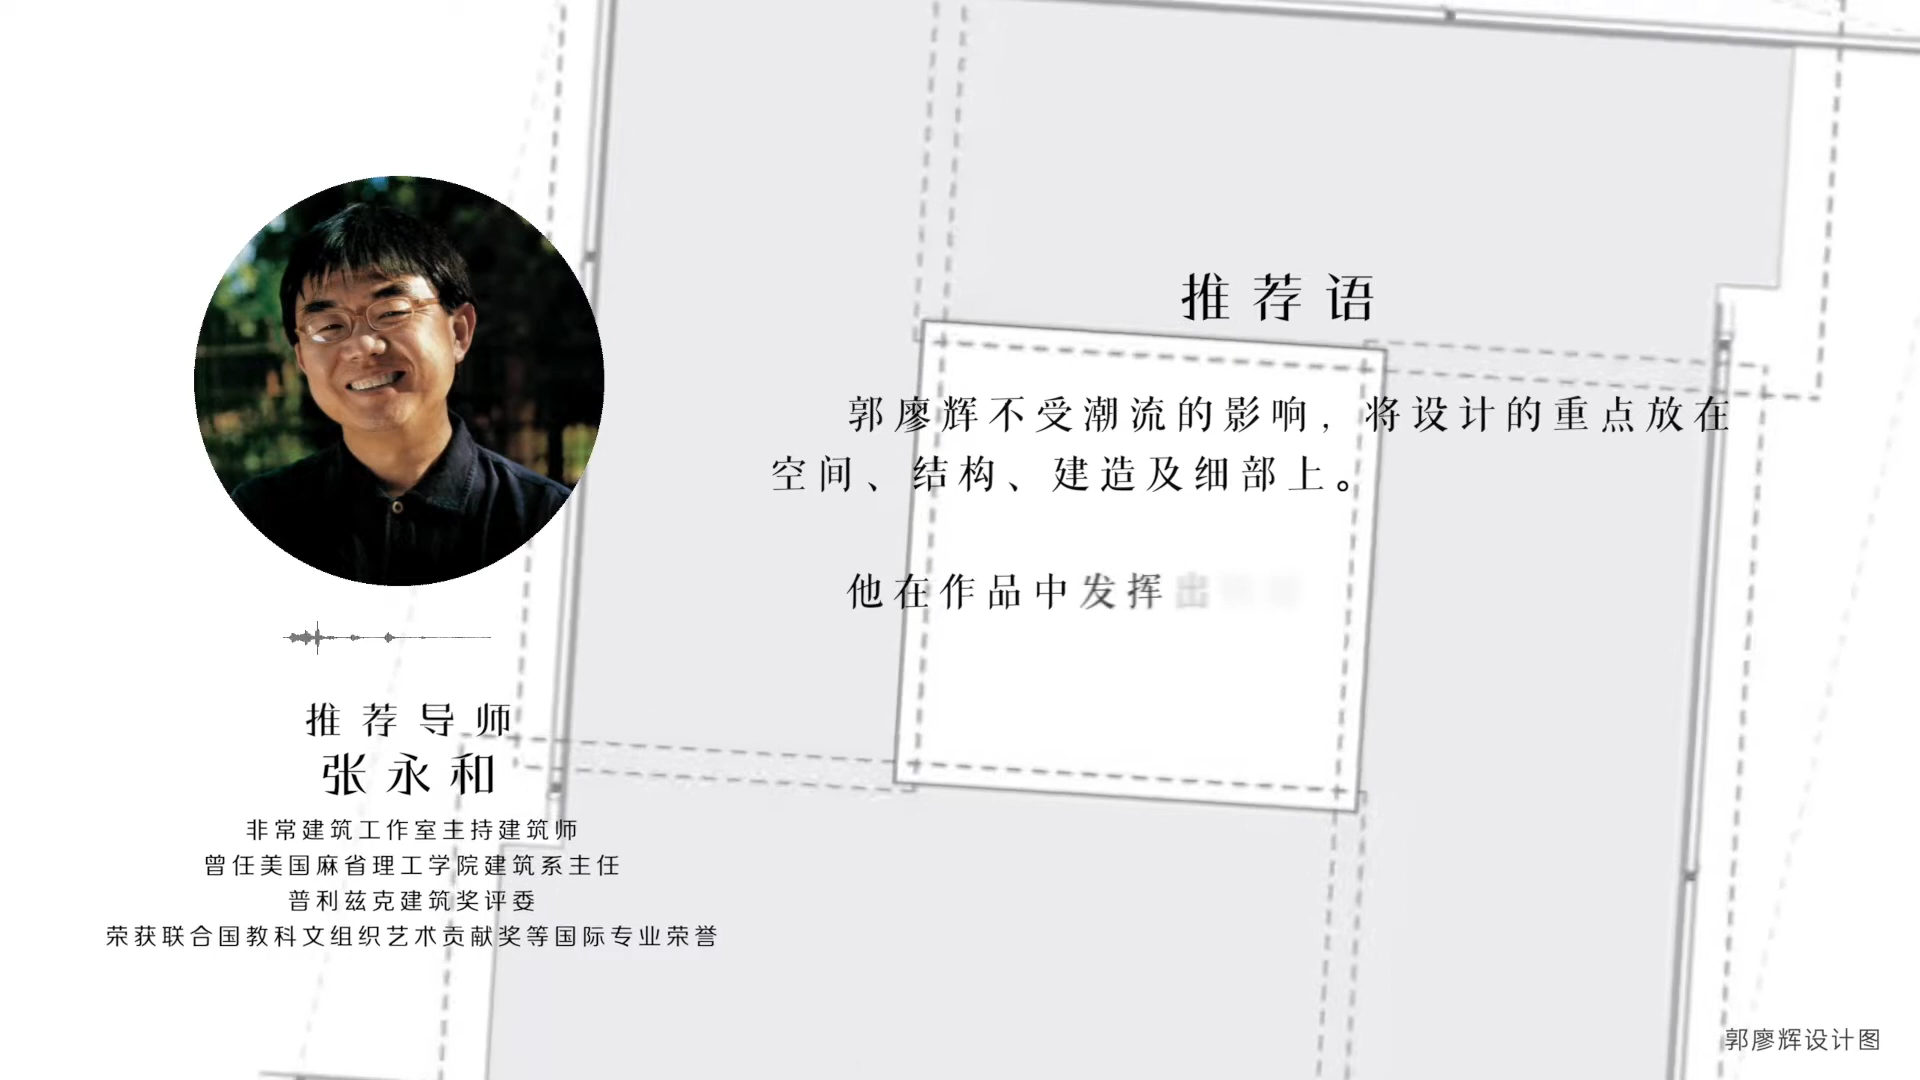 推荐语
郭廖辉不受潮流的影响，将设计的重点放在
空间、结构、建造及细部上。
他在作品中发挥出
推荐导师
张永和
非常建筑工作室主持建筑师
曾任美国麻省理工学院建筑系主任
普利兹克建筑奖评委
荣获联合国教科文组织艺术贡献奖等国际专业荣誉
郭廖辉设计图